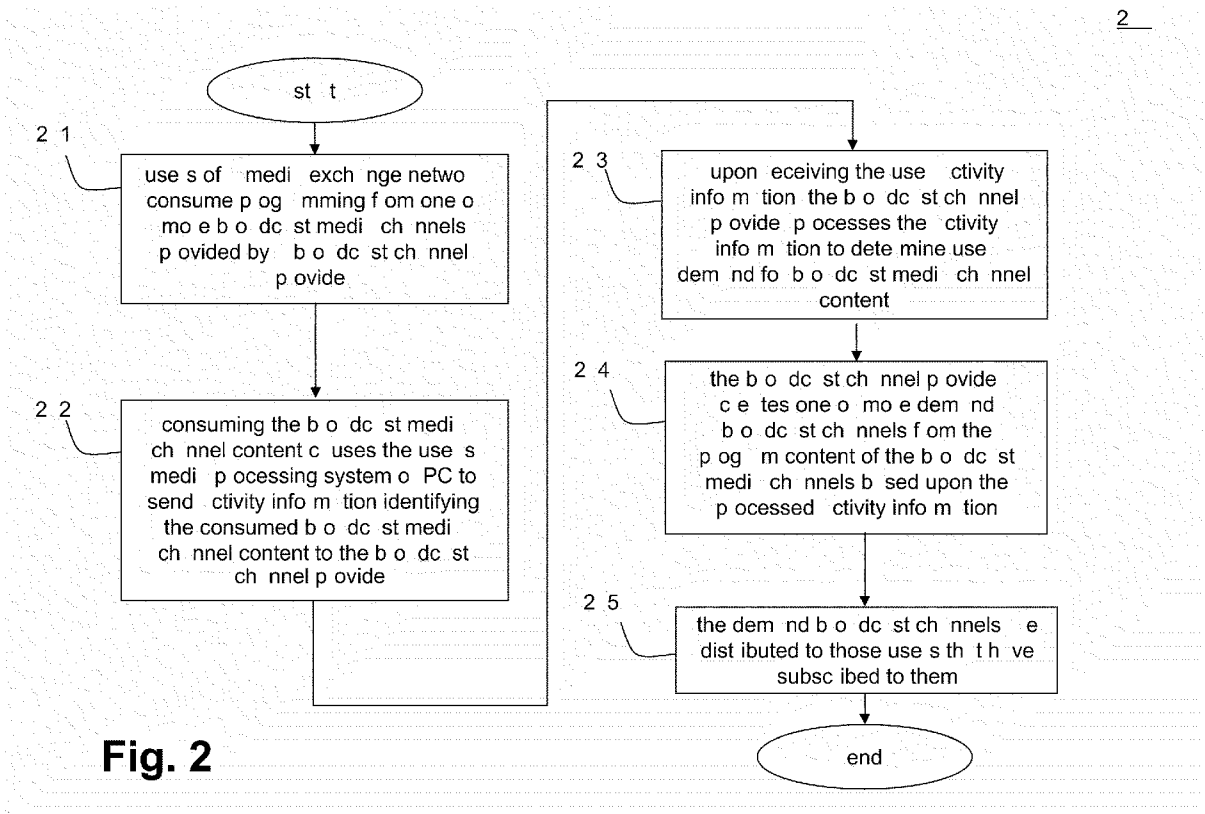 2
st t
2 1
use s of medi exch nge netwo
consume p og mming f om one o
mo e b o dc st medi ch nnels
p ovided by b o dc st ch nnel
p ovide
2 2
consuming the b o dc st medi
ch nnel content c uses the use s
medi p ocessing system o PC to
send ctivity info m tion identifying
the consumed b o dc st medi
ch nnel content to the b o dc st
ch nnel p ovide
2 3
upon eceiving the use ctivity
info m tion the b o dc st ch nnel
p ovide p ocesses the ctivity
info m tion to dete mine use
dem nd fo b o dc st medi ch nnel
content
2 4
the b o dc st ch nnel p ovide
c e tes one o mo e dem nd
b o dc st ch nnels f om the
p og m content of the b o dc st
medi ch nnels b sed upon the
p ocessed ctivity info m tion
2 5
the dem nd b o dc st ch nnels e
dist ibuted to those use s th t h ve
subsc ibed to them
end
Fig. 2